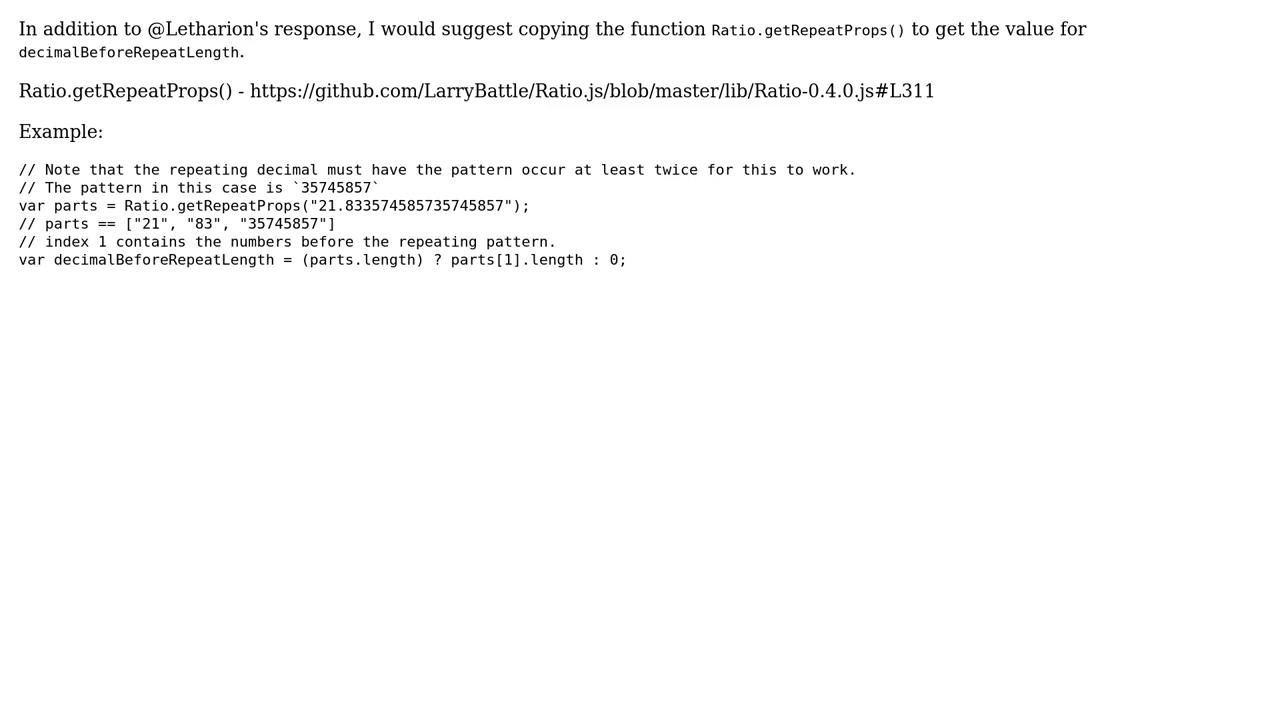 In addition to @Letharion's response, I would suggest copying the function Ratio.getRepeatProps() to get the value for
decimalBeforeRepeatLength.
Ratio.getRepeatProps() - https://github.com/LarryBattle/Ratio.js/blob/master/lib/Ratio-0.4.0.js#L311
Example:
// Note that the repeating decimal must have the pattern occur at least twice for this to work.
// The pattern in this case is `35745857`
var parts = Ratio.getRepeatProps("21.833574585735745857");
// parts == ["21", "83", "35745857"]
// index 1 contains the numbers before the repeating pattern.
var decimalBeforeRepeatLength = (parts.length) ? parts[1].length : 0;